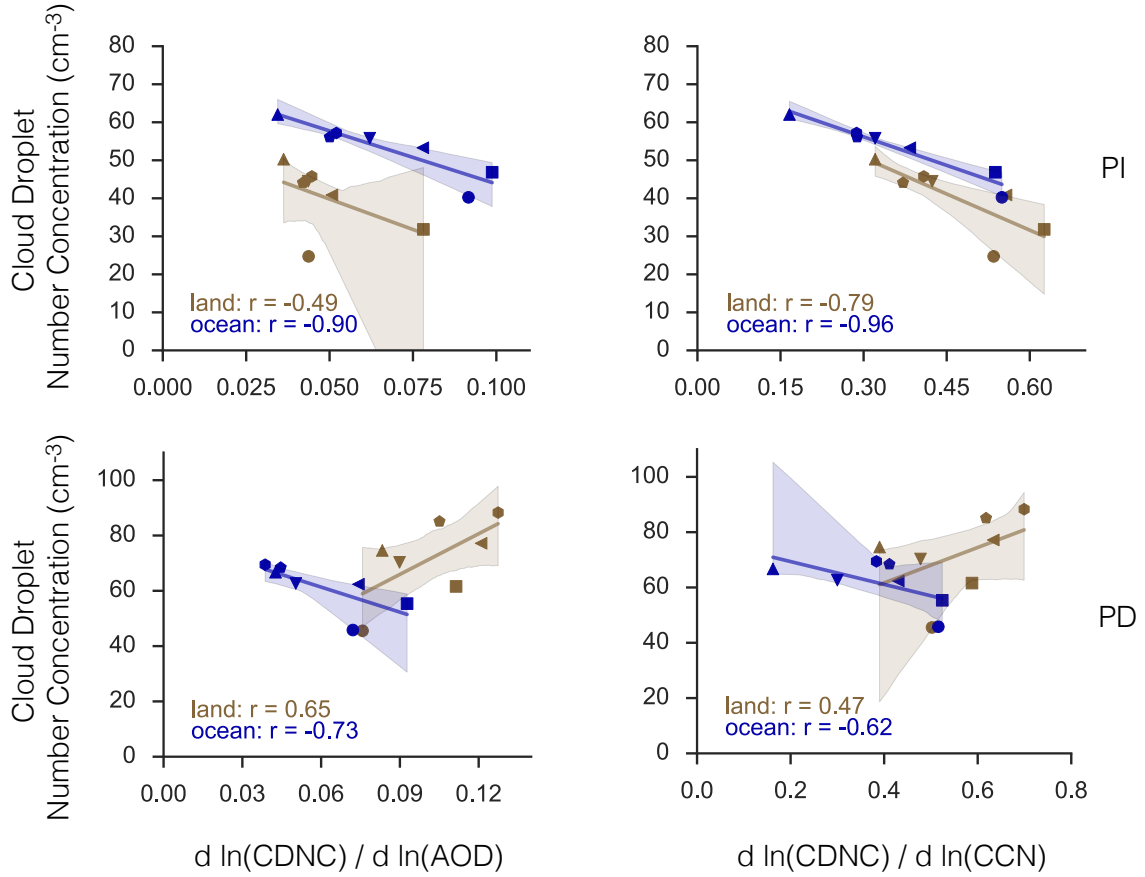 Cloud Droplet
Number Concentration (cm-3)
80
70
60
50
40
30
20
10
0
land: r = -0.49
ocean: r = -0.90
0.000 0.025 0.050 0.075 0.100
80
70
60
50
40
30
20
10
0
land: r = -0.79
ocean: r = -0.96
0.00 0.15 0.30 0.45 0.60
PI
Cloud Droplet
Number Concentration (cm-3)
100
80
60
40
20
0
land: r = 0.65
ocean: r = -0.73
0.00 0.03 0.06 0.09 0.12
d ln(CDNC) / d ln(AOD)
100
80
60
40
20
0
land: r = 0.47
ocean: r = -0.62
0.0 0.2 0.4 0.6 0.8
d ln(CDNC) / d ln(CCN)
PD